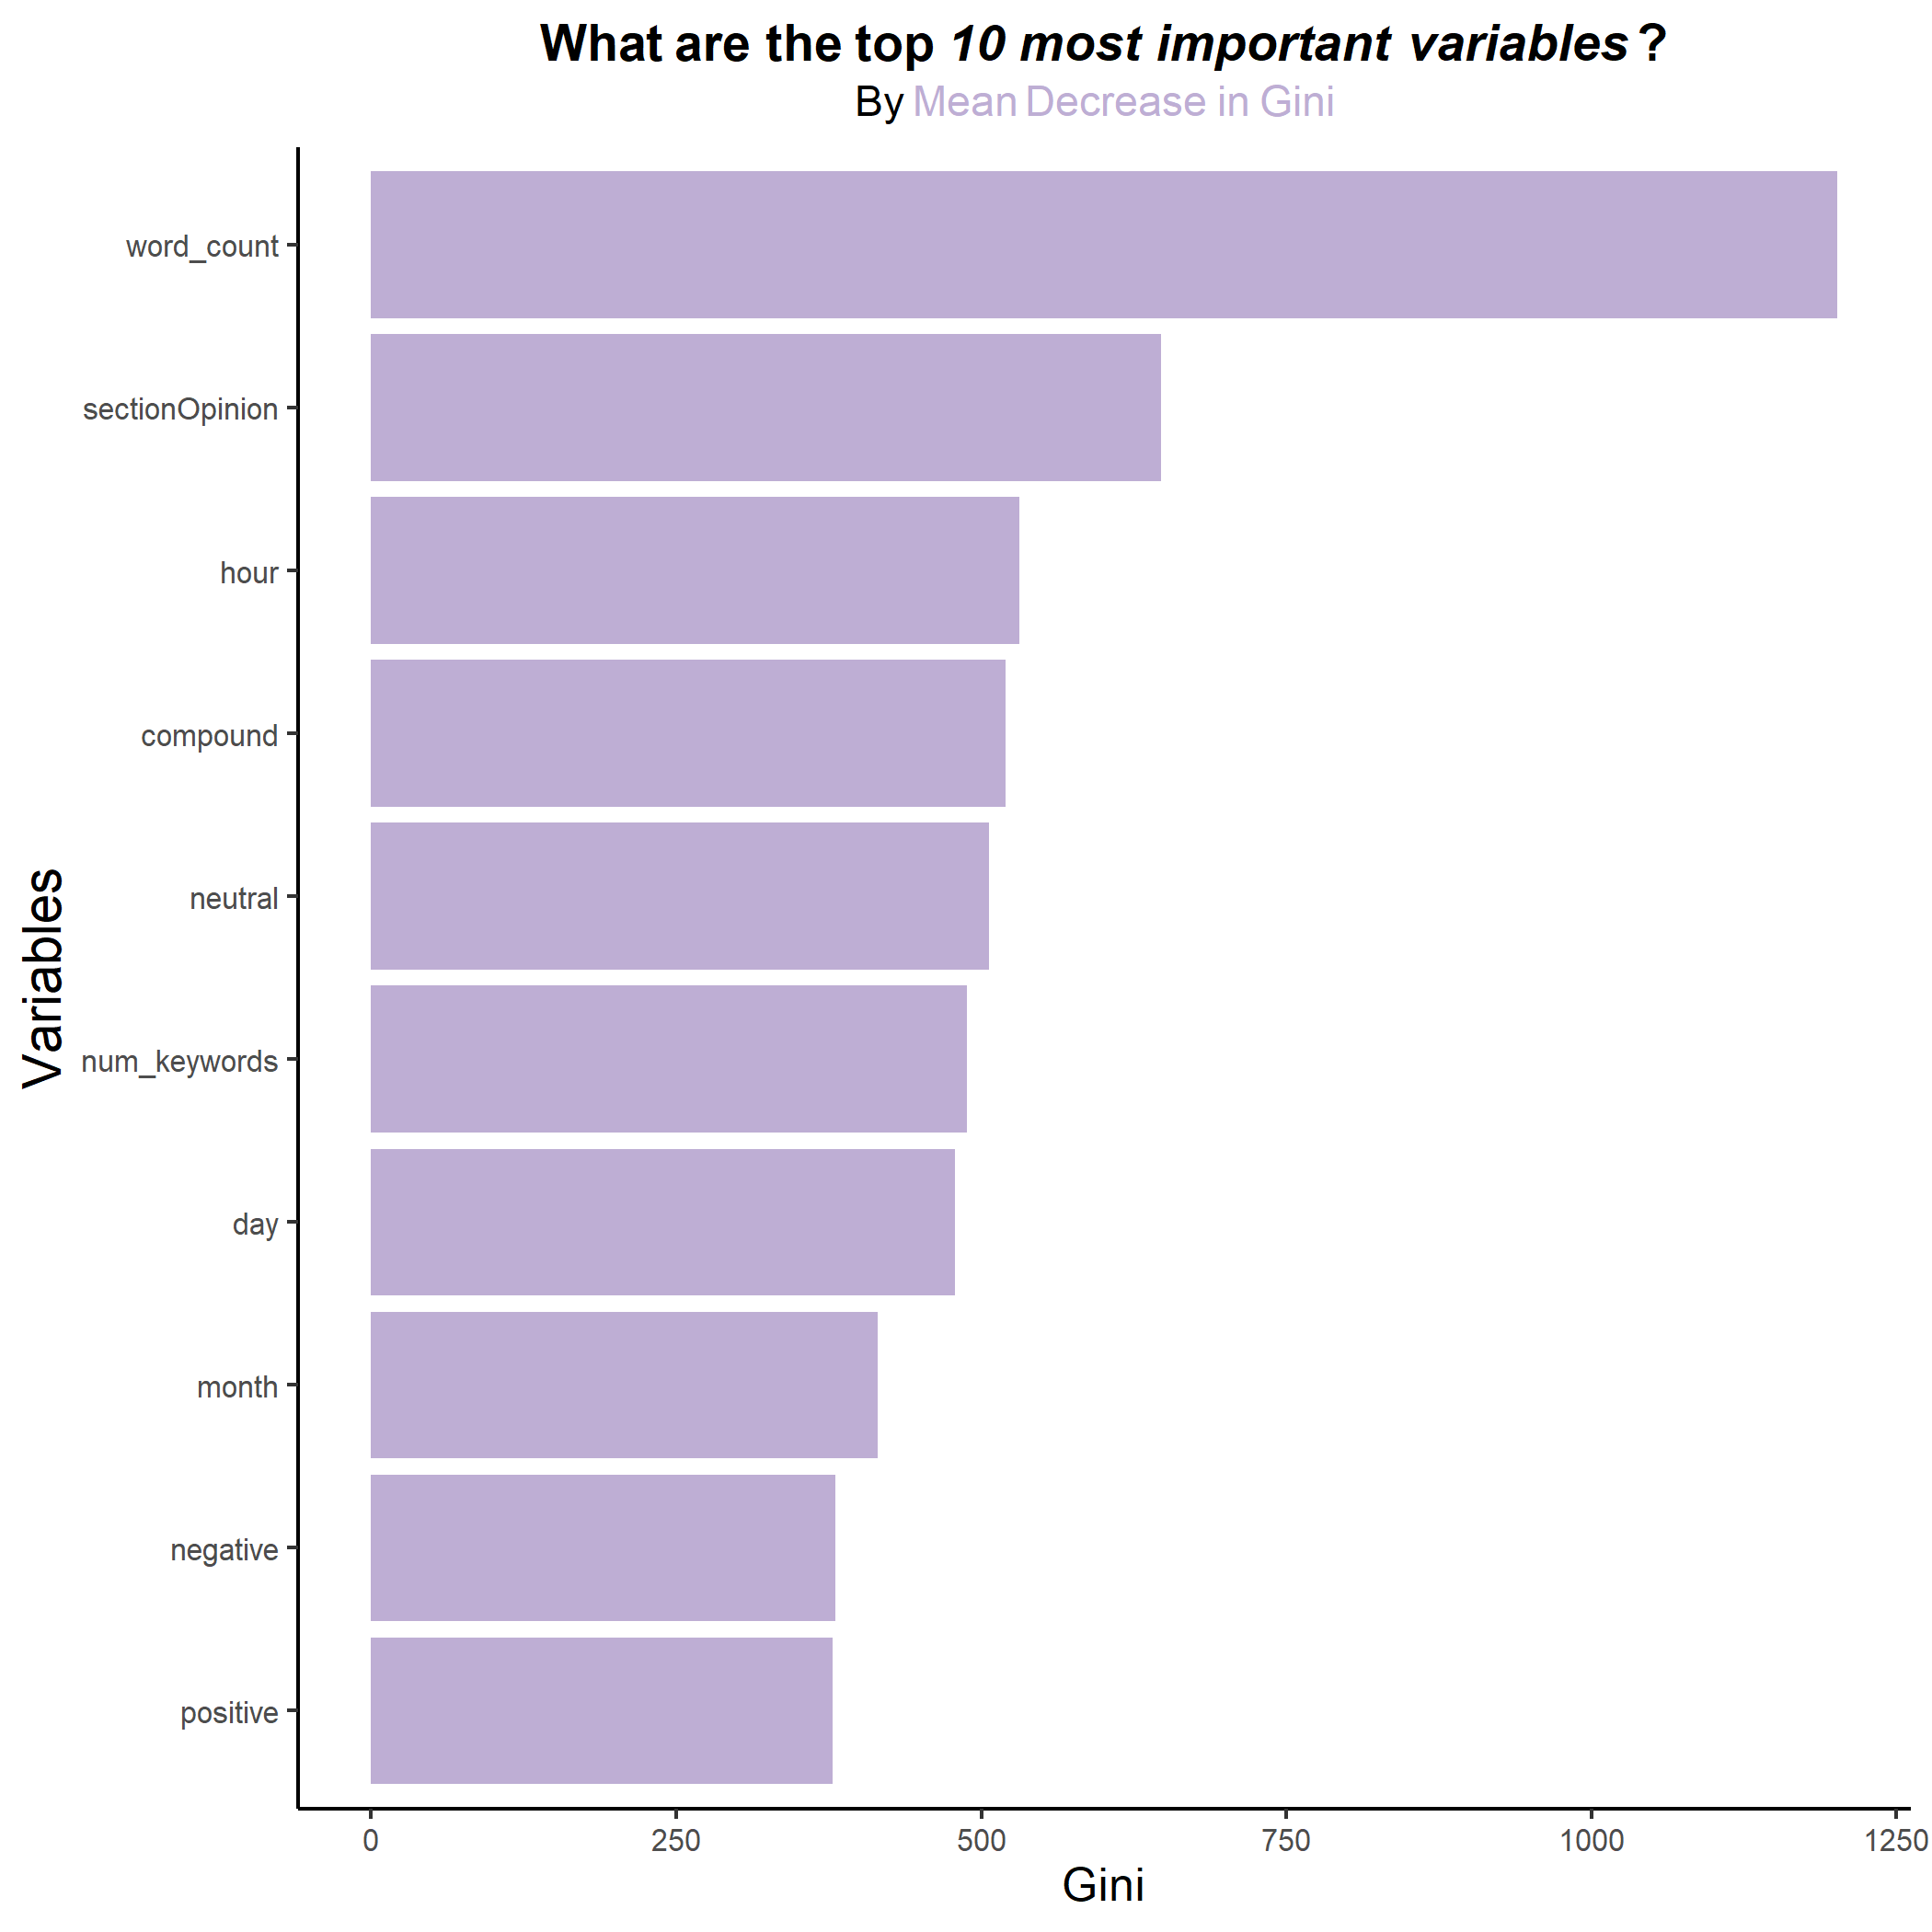 What are the top 10 most important variables ?
By Mean Decrease in Gini
Variables
word_count
sectionOpinion
hour
compound
neutral
num_keywords
day
month
negative
positive
0 250 500 750 1000 1250
Gini